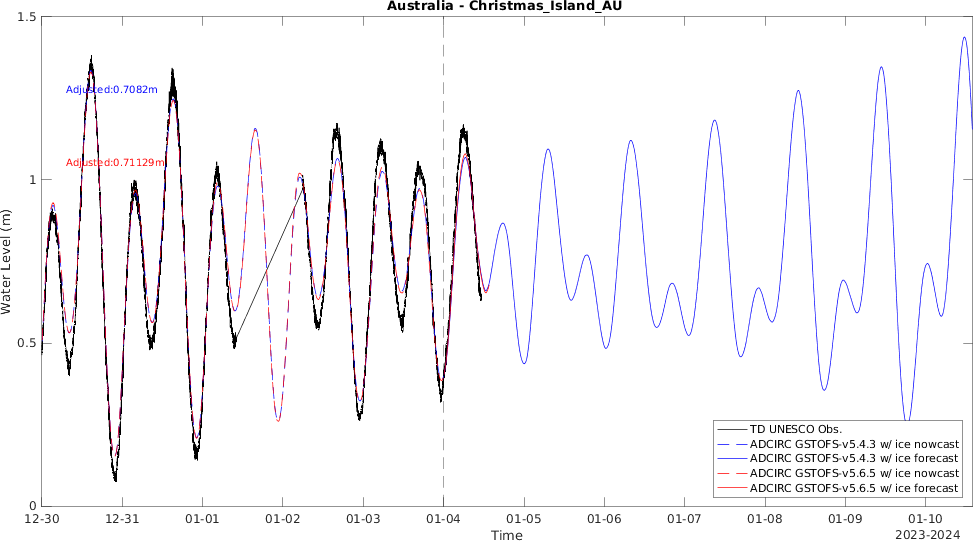 Australia - Christmas_Island_AU
1.5
1
0.5
0
Water Level (m)
Adjusted:0.7082m
Adjusted:0.71129m
TD UNESCO Obs.
ADCIRC GSTOFS-v5.4.3 w/ ice nowcast
ADCIRC GSTOFS-v5.4.3 w/ ice forecast
ADCIRC GSTOFS-v5.6.5 w/ ice nowcast
ADCIRC GSTOFS-v5.6.5 w/ ice forecast
12-30 12-31 01-01 01-02 01-03 01-04 01-05 01-06 01-07 01-08 01-09 01-10
Time
2023-2024